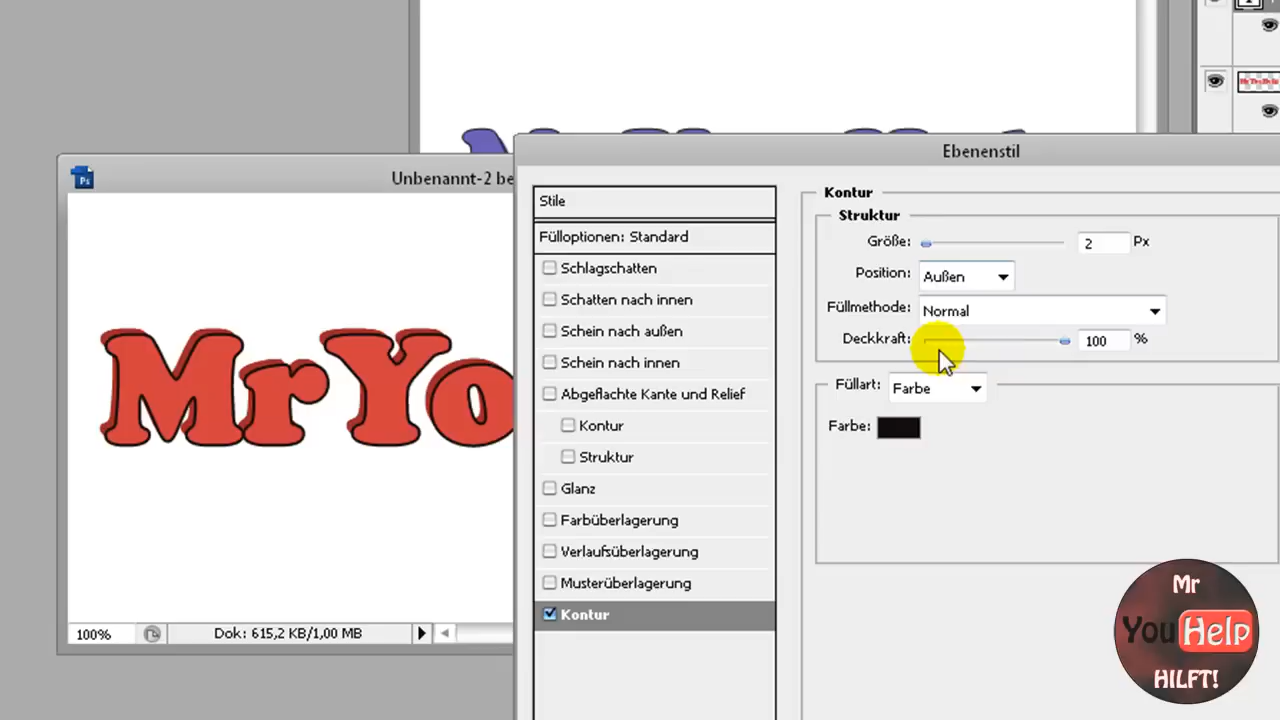 Ebenenstil
Unbenannt-2 be
Stile
Fülloptionen: Standard
Schlagschatten
Schatten nach innen
Schein nach außen
Schein nach innen
Abgeflachte Kante und Relief
Kontur
Struktur
Glanz
Farbüberlagerung
Verlaufsüberlagerung
Musterüberlagerung
Kontur
Kontur
Struktur
Größe: 2 Px
Position: Außen
Füllmethode: Normal
Deckkraft: 100 %
Füllart: Farbe
Farbe:
MrYo
100% Dok: 615,2 KB/1,00 MB
Ps
Mr
YouHelp
HILFT!